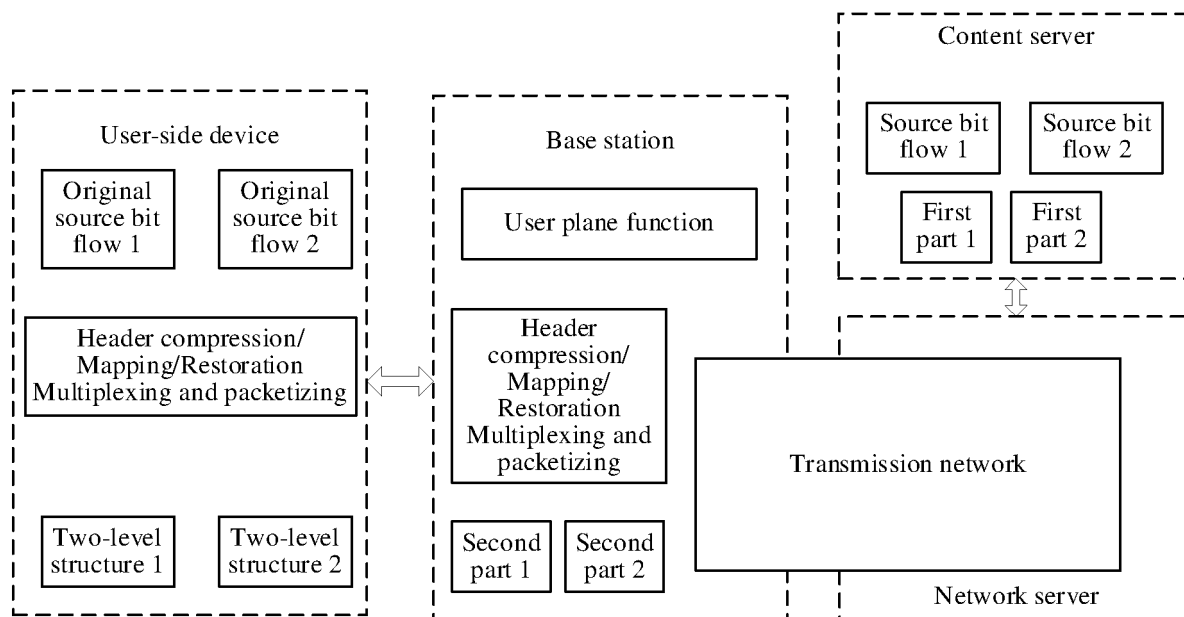 User-side device
Original
source bit
flow 1
Original
source bit
flow 2
Header compression/
Mapping/Restoration
Multiplexing and packetizing
Two-level
structure 1
Two-level
structure 2
Base station
User plane function
Header
compression/
Mapping/
Restoration
Multiplexing and
packetizing
Second
part 1
Second
part 2
Content server
Source bit
flow 1
Source bit
flow 2
First
part 1
First
part 2
Transmission network
Network server